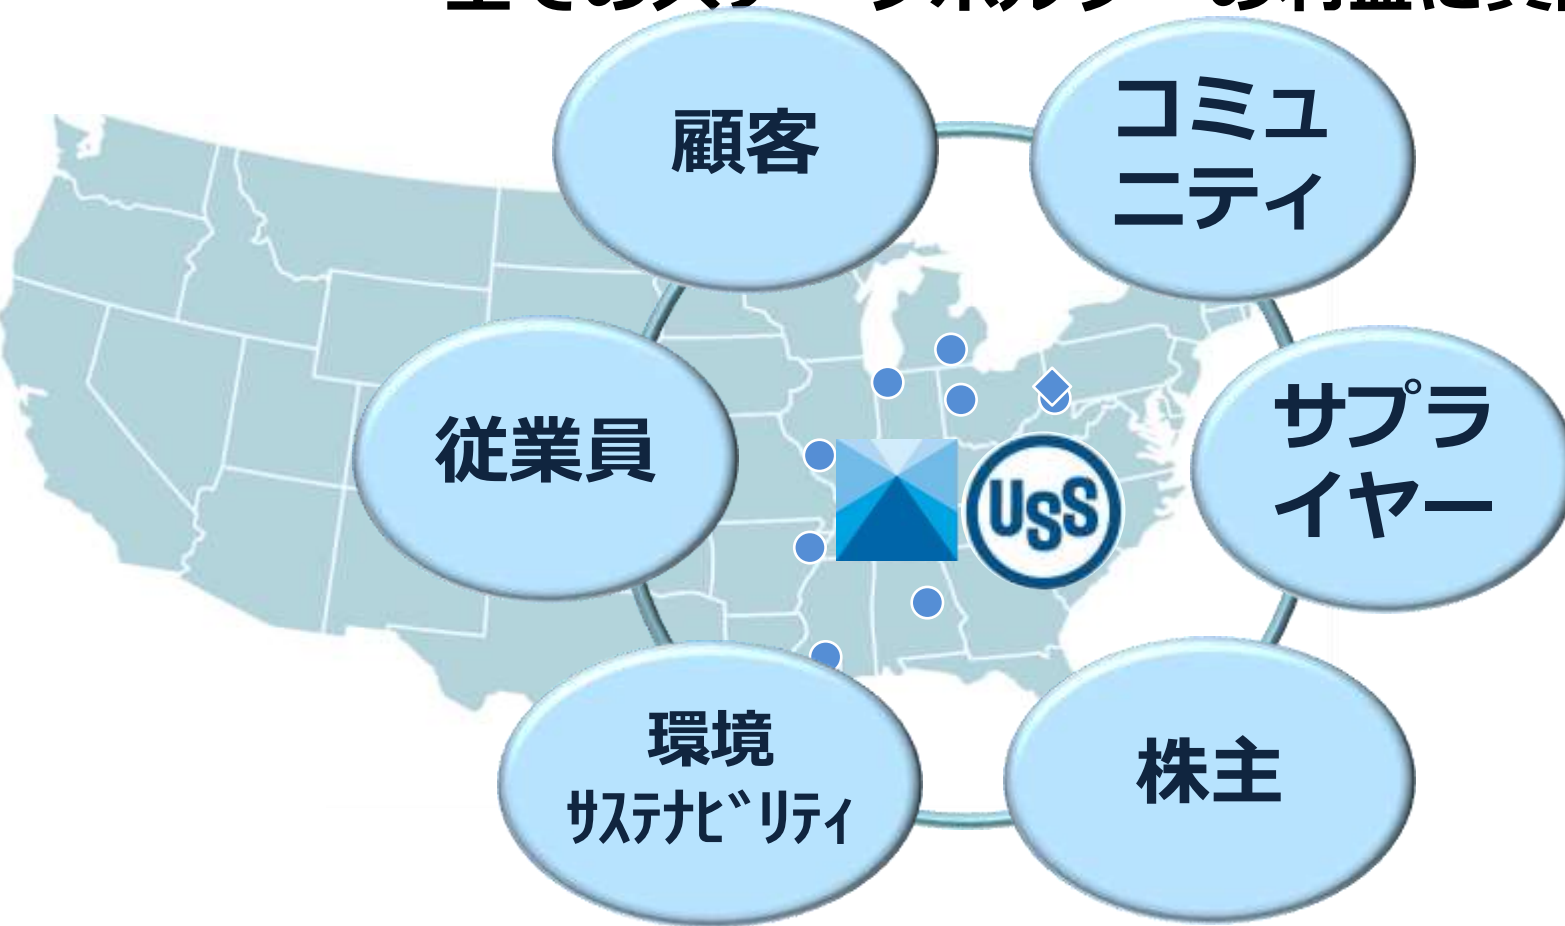 顧客
コミュ
ニティ
従業員
サプラ
イヤー
USS
環境
ｻｽﾃﾅﾋﾞﾘﾃｨ
株主